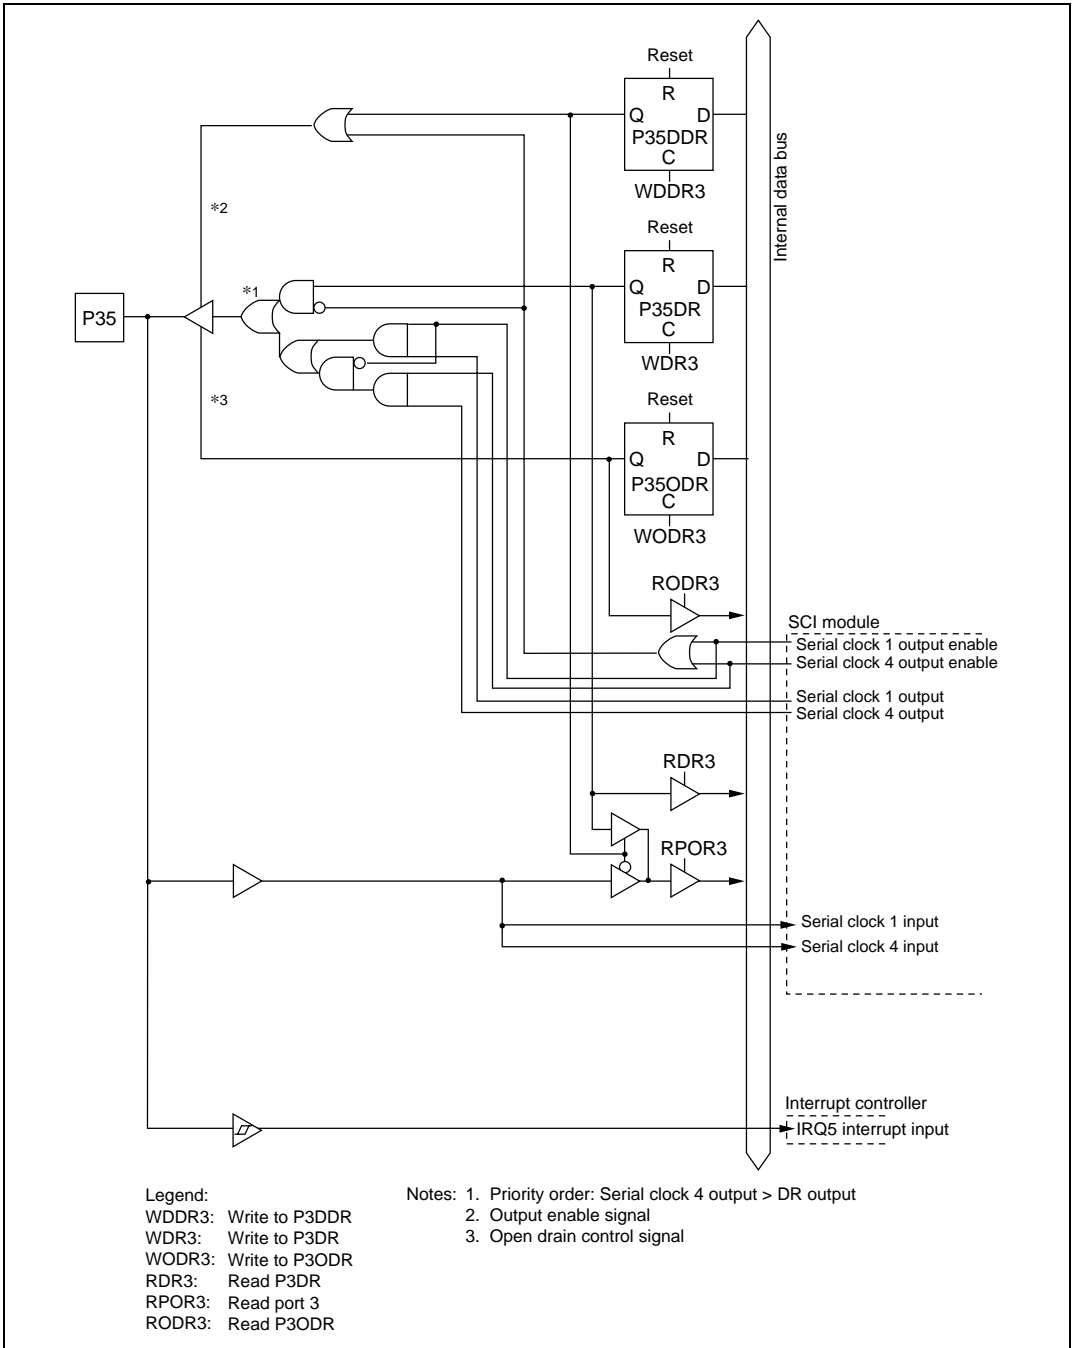 Reset
R
Q D
P35DDR
C
WDDR3
Internal data bus
*2
Reset
R
Q D
P35DR
C
WDR3
*1
P35
*3
Reset
R
Q D
P35ODR
C
WODR3
RODR3
SCI module
Serial clock 1 output enable
Serial clock 4 output enable
Serial clock 1 output
Serial clock 4 output
RDR3
RPOR3
Serial clock 1 input
Serial clock 4 input
Interrupt controller
IRQ5 interrupt input
Legend:
WDDR3: Write to P3DDR
WDR3: Write to P3DR
WODR3: Write to P3ODR
RDR3: Read P3DR
RPOR3: Read port 3
RODR3: Read P3ODR
Notes: 1. Priority order: Serial clock 4 output > DR output
2. Output enable signal
3. Open drain control signal